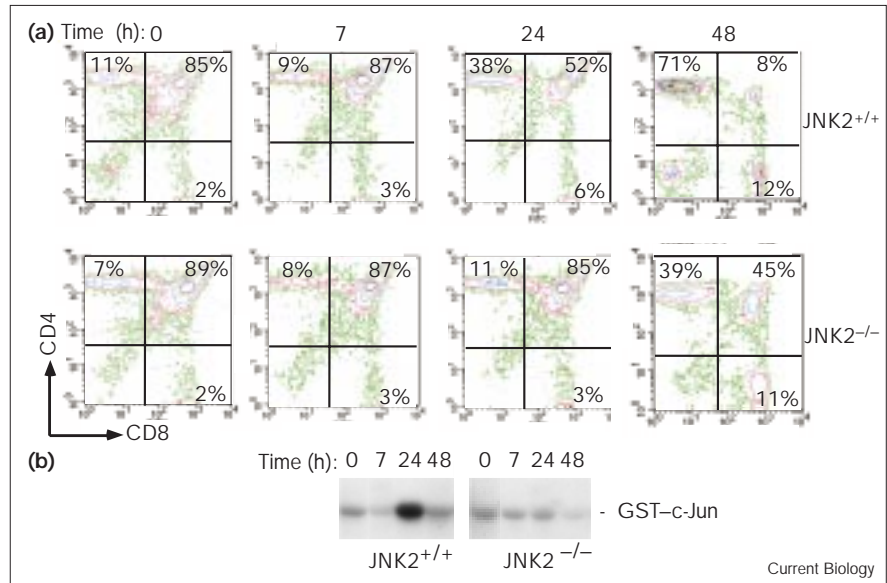 (a) Time (h): 0 7 24 48
11% 85% 9% 87% 38% 52% 71% 8%
JNK2+/+
2% 3% 6% 12%
7% 89% 8% 87% 11 % 85% 39% 45%
JNK2−/−
2% 3% 3% 11%
CD4
CD8
(b) Time (h): 0 7 24 48 0 7 24 48
- GST–c-Jun
JNK2+/+ JNK2 −/−
Current Biology